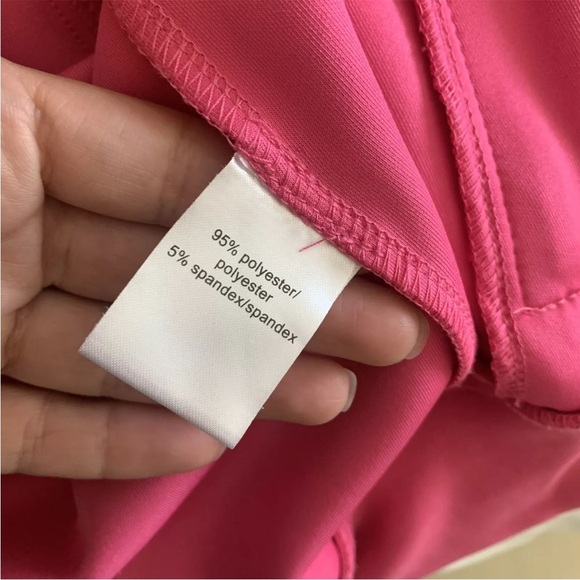 95% polyester/
polyester
5% spandex/spandex